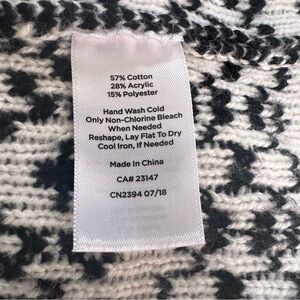 57% Cotton
28% Acrylic
15% Polyester
Hand Wash Cold
Only Non-Chlorine Bleach
When Needed
Reshape, Lay Flat To Dry
Cool Iron, If Needed
Made in China
CA# 23147
CN2394 07/18